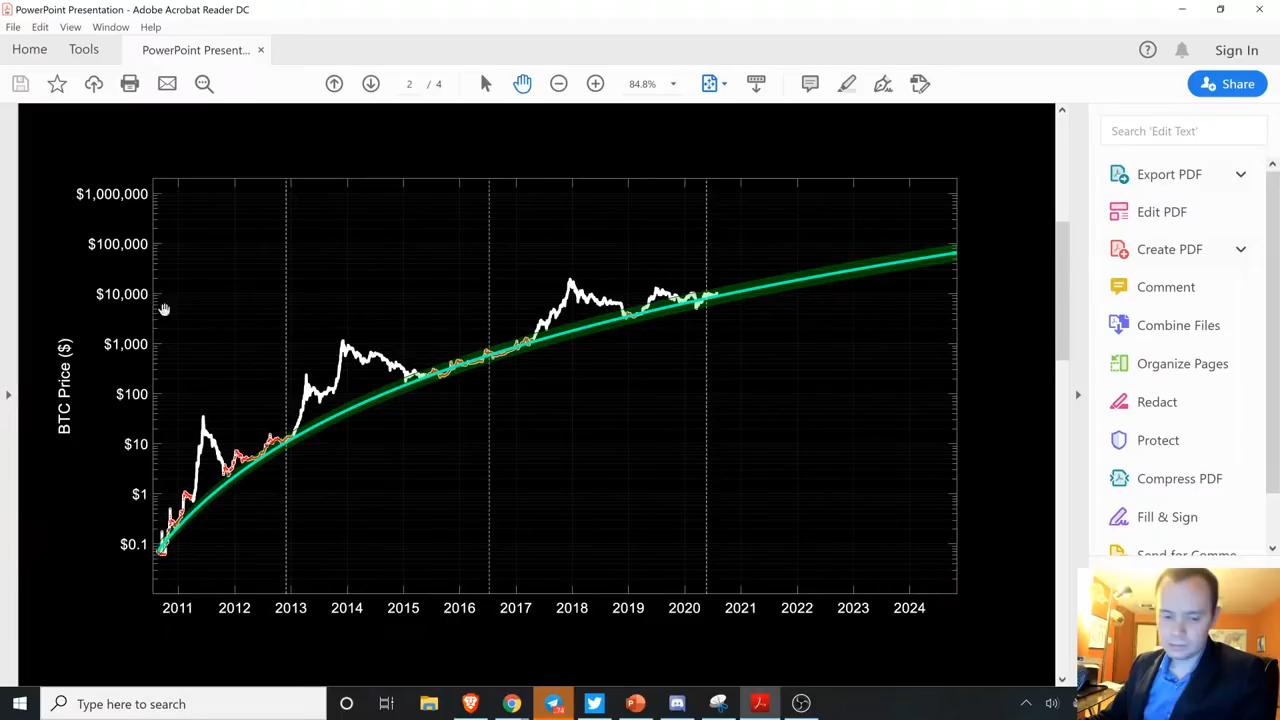 PowerPoint Presentation - Adobe Acrobat Reader DC
File Edit View Window Help
Home Tools PowerPoint Present... × Sign In
2 / 4 84.8% Share
Search 'Edit Text'
Export PDF
Edit PDF
Create PDF
Comment
Combine Files
Organize Pages
Redact
Protect
Compress PDF
Fill & Sign
Send for Comme
BTC Price ($)
$1,000,000
$100,000
$10,000
$1,000
$100
$10
$1
$0.1
2011 2012 2013 2014 2015 2016 2017 2018 2019 2020 2021 2022 2023 2024
Type here to search